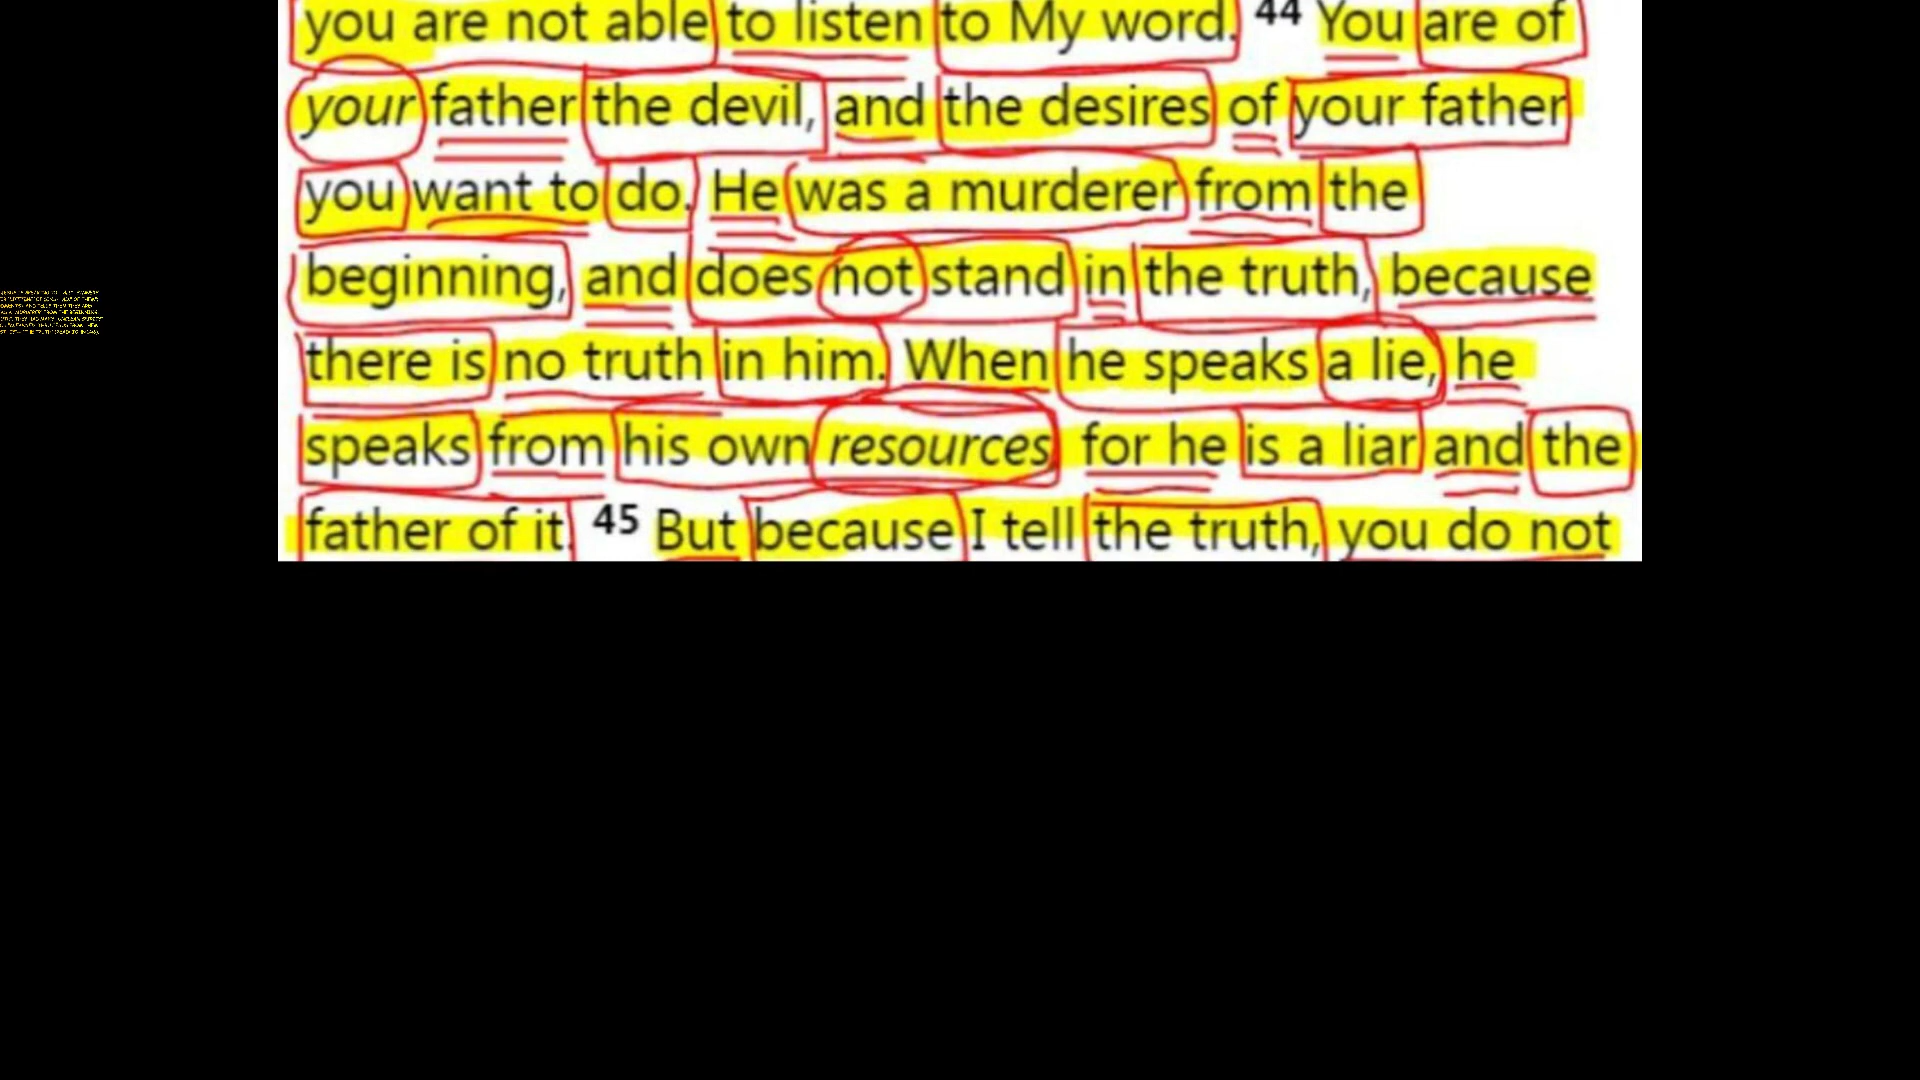 you are not able to listen to My word. 44 You are of
your father the devil, and the desires of your father
you want to do. He was a murderer from the
beginning, and does not stand in the truth, because
there is no truth in him. When he speaks a lie, he
speaks from his own resources for he is a liar and the
father of it. 45 But because I tell the truth, you do not